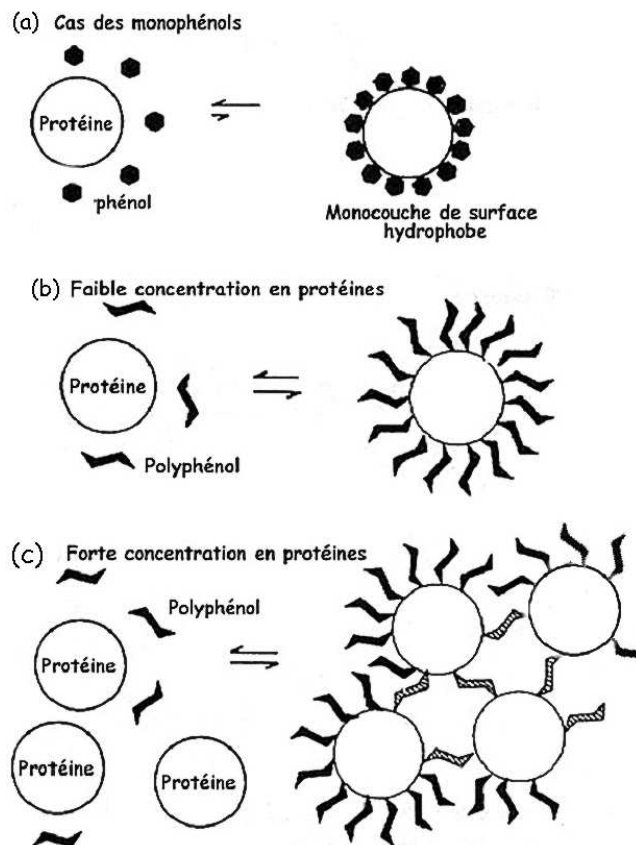 (a) Cas des monophénols
Protéine
phénol
Monocouche de surface
hydrophobe
(b) Faible concentration en protéines
Protéine
Polyphénol
(c) Forte concentration en protéines
Polyphénol
Protéine
Protéine
Protéine